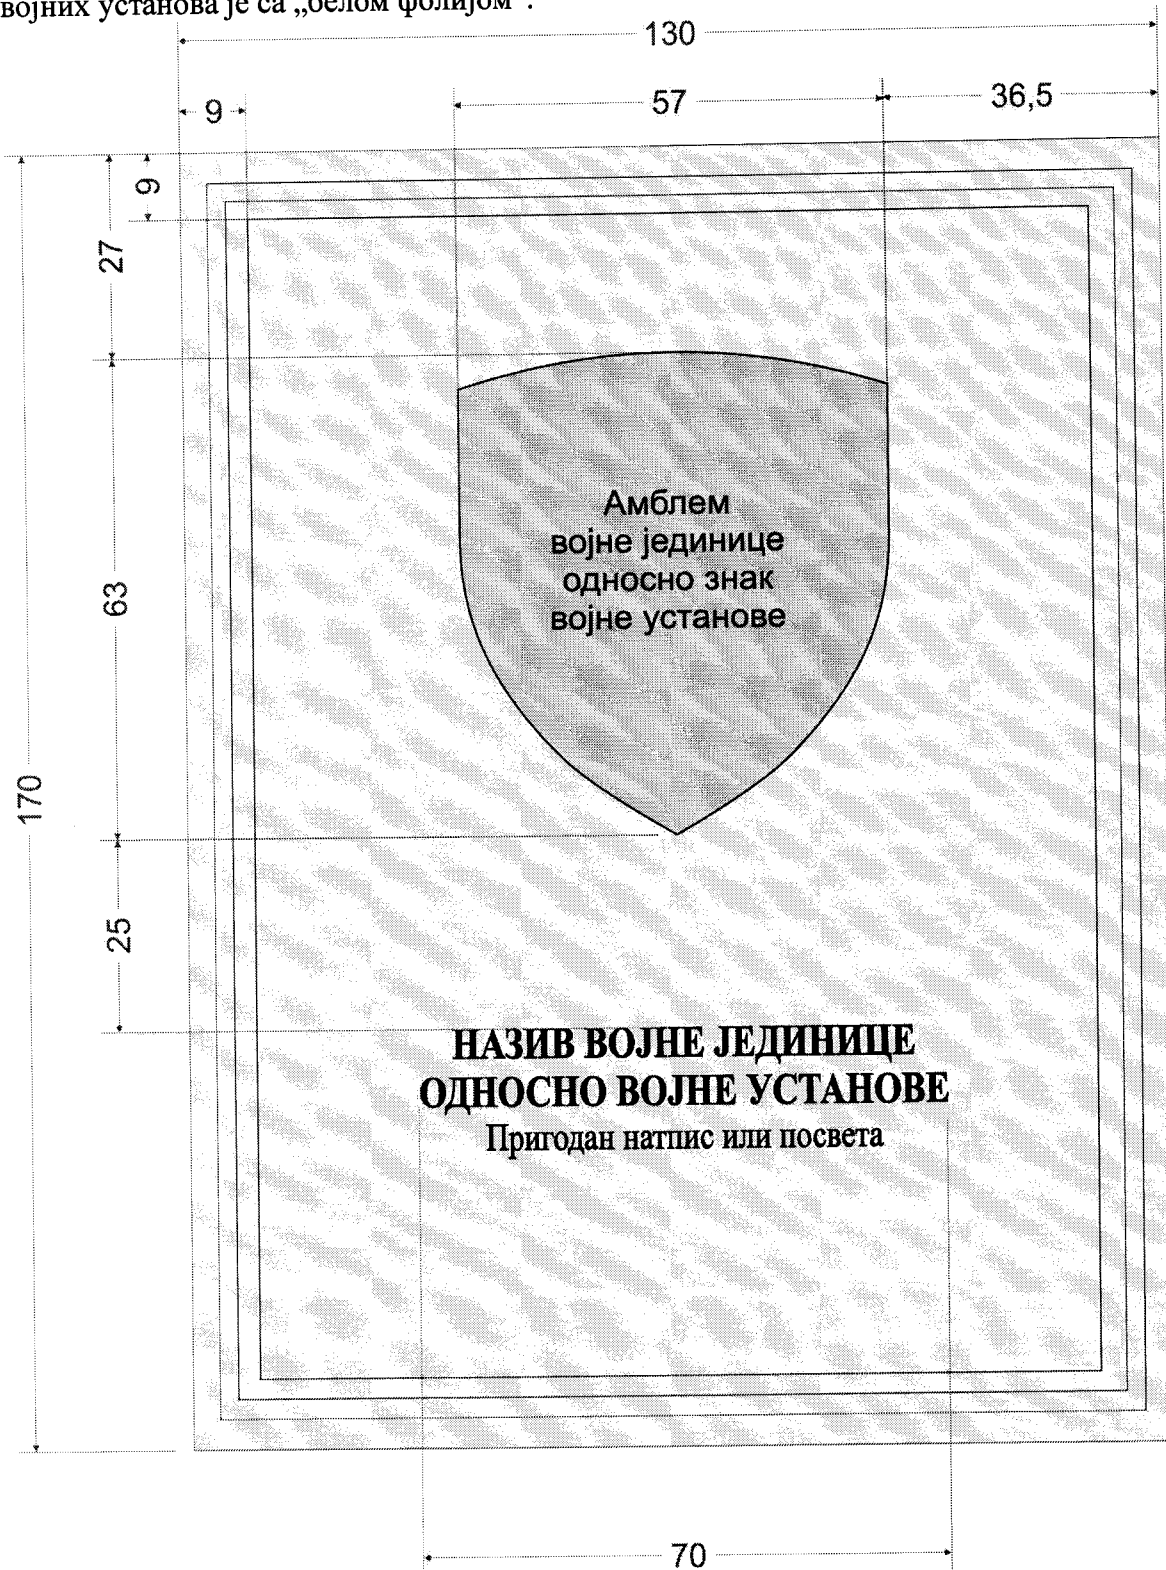 војних установа је са „белом фолијом“.
130
9
57
36,5
9
27
63
170
25
Амблем
војне јединице
односно знак
војне установе
НАЗИВ ВОЈНЕ ЈЕДИНИЦЕ
ОДНОСНО ВОЈНЕ УСТАНОВЕ
Пригодан натпис или посвета
70